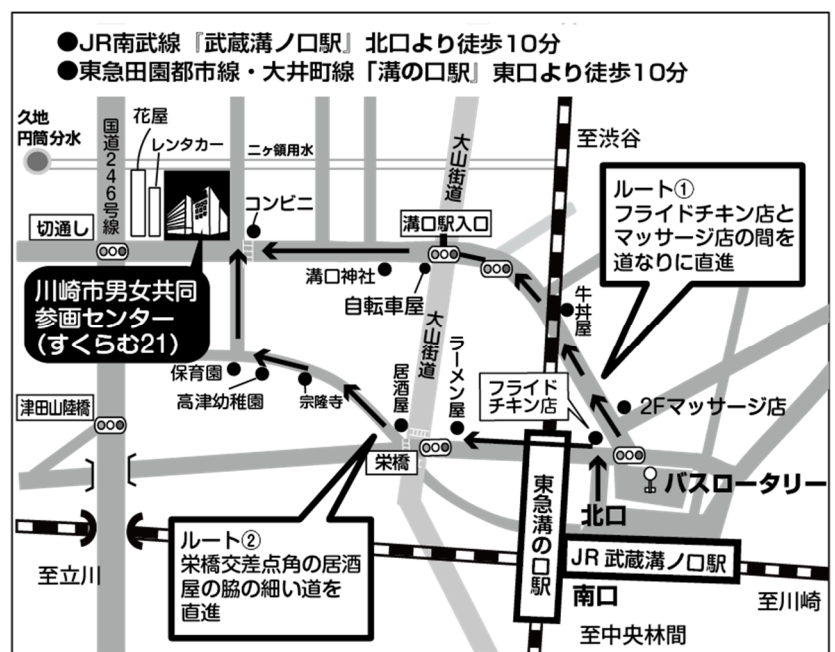 ●JR南武線『武蔵溝ノ口駅』北口より徒歩10分
●東急田園都市線・大井町線「溝の口駅』東口より徒歩10分
久地
円筒分水
国道246号線
花屋
レンタカー
二ヶ領用水
大山街道
至渋谷
ルート①
フライドチキン店と
マッサージ店の間を
道なりに直進
コンビニ
切通し
溝口駅入口
川崎市男女共同
参画センター
(すくらむ21)
溝口神社
自転車屋
牛丼屋
大山街道
ラーメン屋
居酒屋
保育園
高津幼稚園
宗隆寺
フライド
チキン店
2Fマッサージ店
津田山陸橋
栄橋
バスロータリー
北口
東急溝の口駅
ルート②
栄橋交差点角の居酒
屋の脇の細い道を
直進
JR 武蔵溝ノ口駅
至立川
南口
至川崎
至中央林間